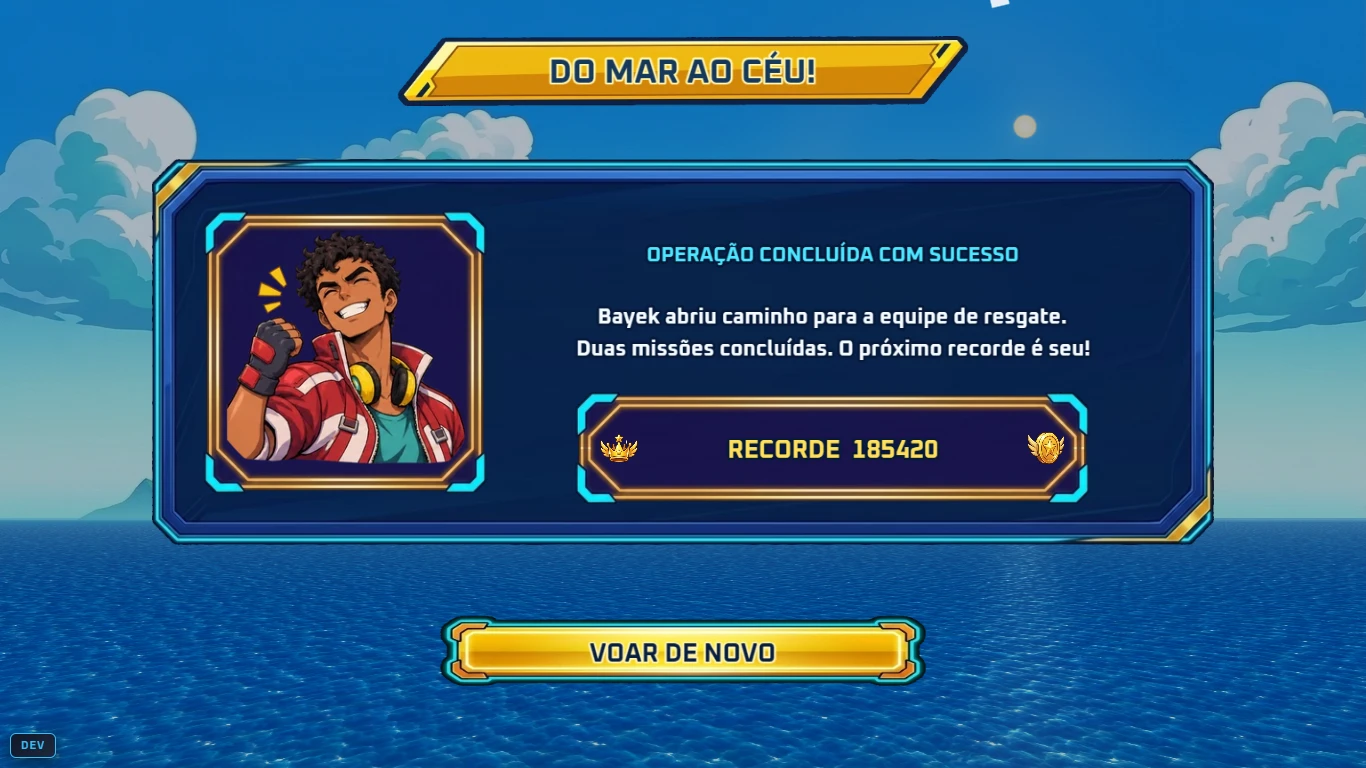 DO MAR AO CÉU!
OPERAÇÃO CONCLUÍDA COM SUCESSO
Bayek abriu caminho para a equipe de resgate.
Duas missões concluídas. O próximo recorde é seu!
RECORDE 185420
VOAR DE NOVO
DEV